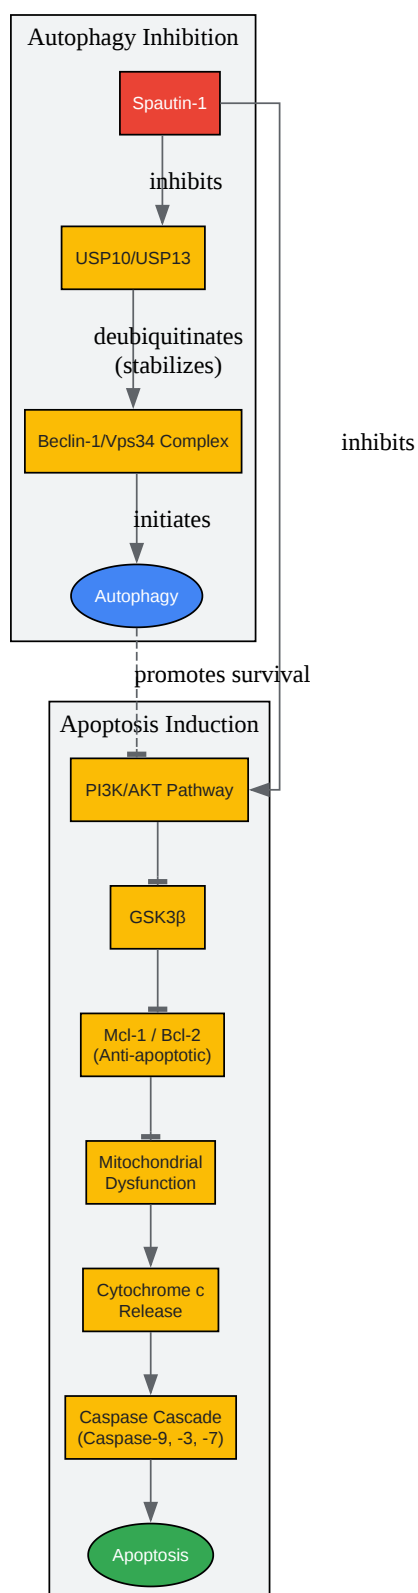 Autophagy Inhibition
Spautin-1
inhibits
USP10/USP13
deubiquitinates
(stabilizes)
Beclin-1/Vps34 Complex
inhibits
initiates
Autophagy
promotes survival
Apoptosis Induction
PI3K/AKT Pathway
GSK3β
Mcl-1 / Bcl-2
(Anti-apoptotic)
Mitochondrial
Dysfunction
Cytochrome c
Release
Caspase Cascade
(Caspase-9, -3, -7)
Apoptosis